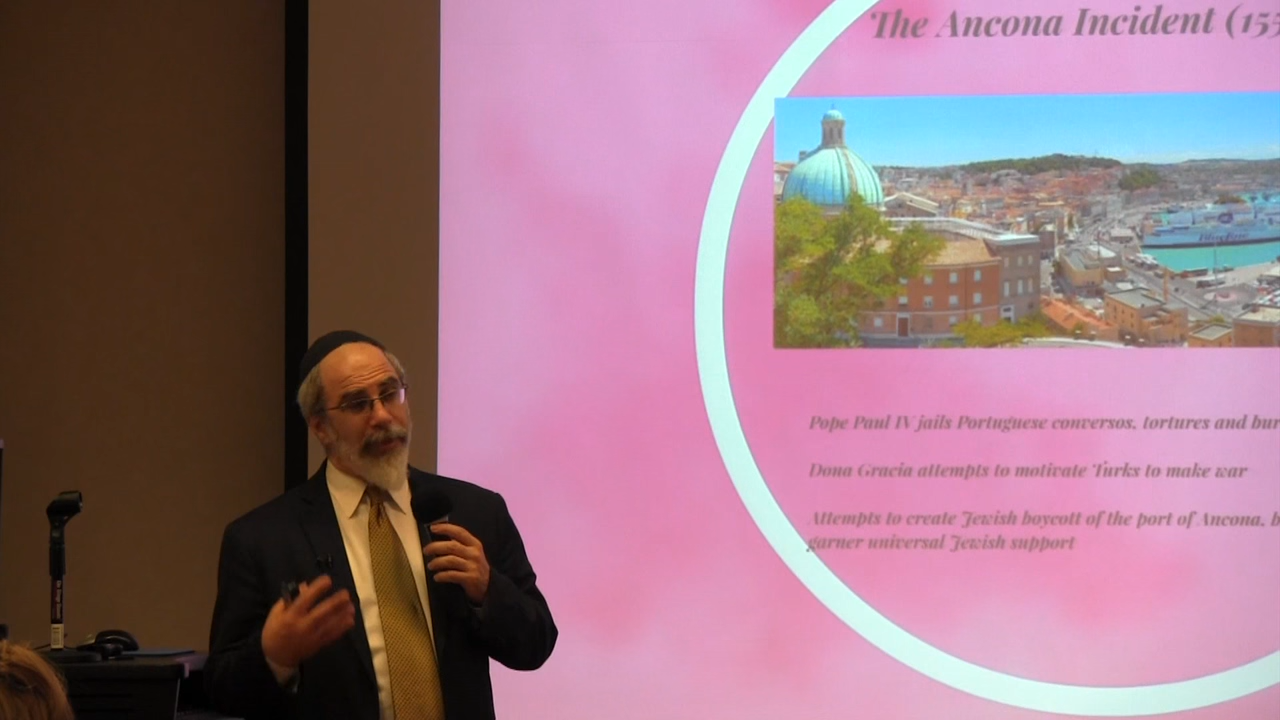 The Ancona Incident (155
Pope Paul IV jails Portuguese conversos, tortures and bur
Dona Gracia attempts to motivate Turks to make war
Attempts to create Jewish boycott of the port of Ancona, b
garner universal Jewish support